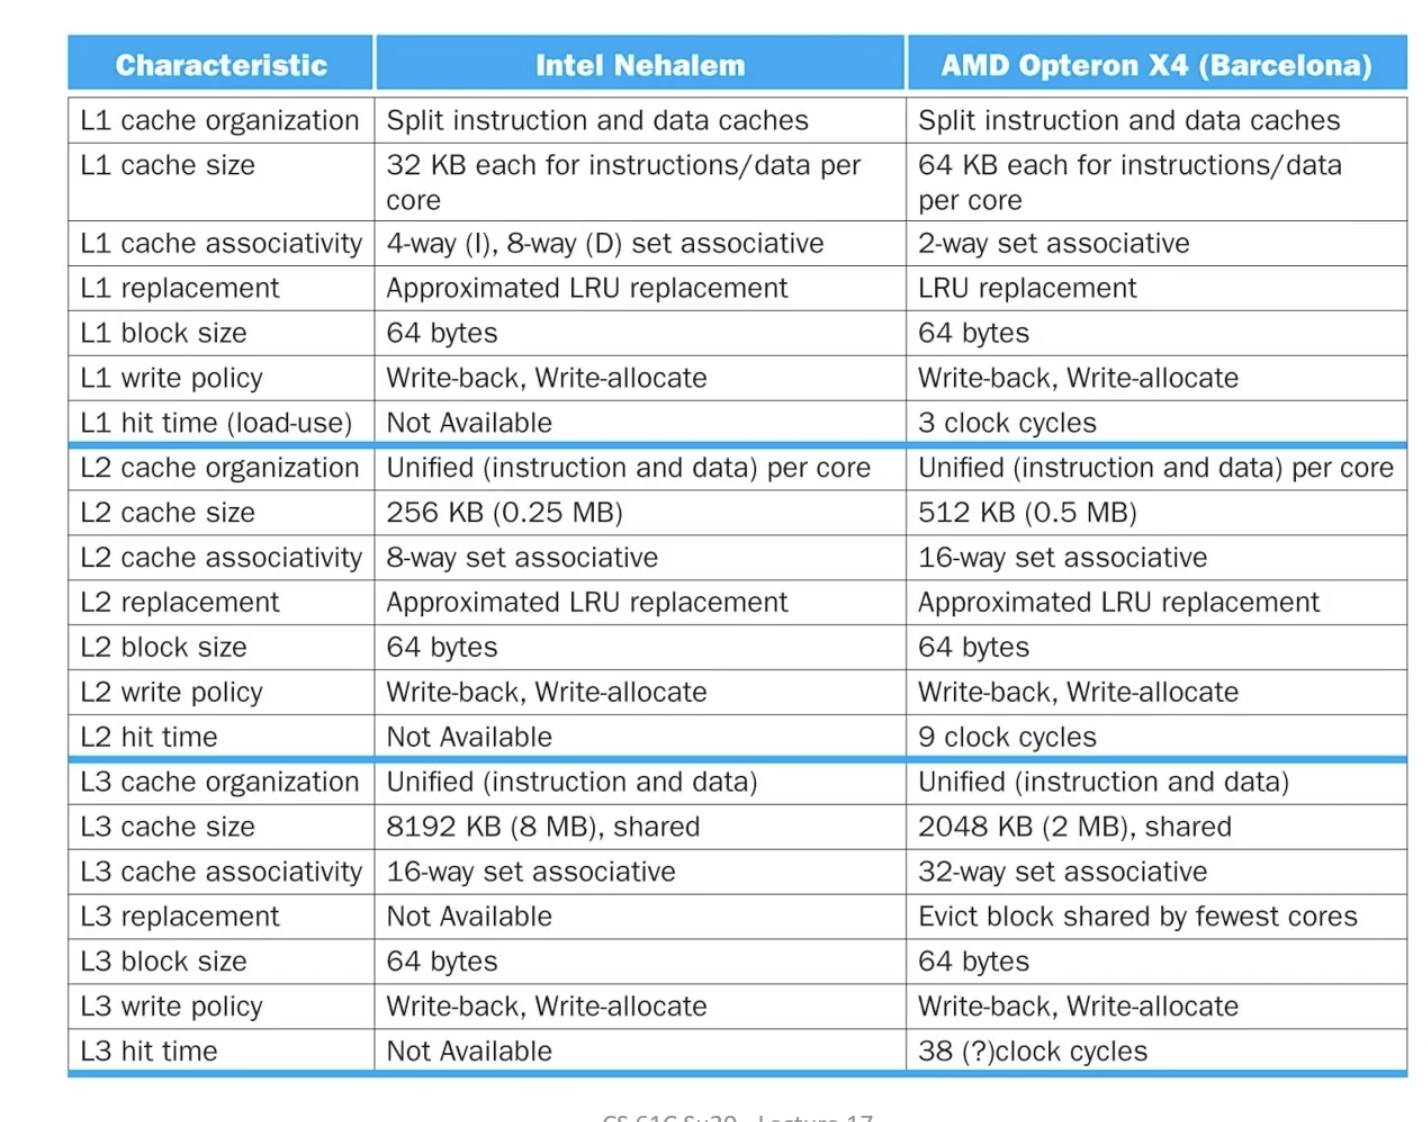 Characteristic Intel Nehalem AMD Opteron X4 (Barcelona)
L1 cache organization Split instruction and data caches Split instruction and data caches
L1 cache size 32 KB each for instructions/data per 64 KB each for instructions/data
core per core
L1 cache associativity 4-way (I), 8-way (D) set associative 2-way set associative
L1 replacement Approximated LRU replacement LRU replacement
L1 block size 64 bytes 64 bytes
L1 write policy Write-back, Write-allocate Write-back, Write-allocate
L1 hit time (load-use) Not Available 3 clock cycles
L2 cache organization Unified (instruction and data) per core Unified (instruction and data) per core
L2 cache size 256 KB (0.25 MB) 512 KB (0.5 MB)
L2 cache associativity 8-way set associative 16-way set associative
L2 replacement Approximated LRU replacement Approximated LRU replacement
L2 block size 64 bytes 64 bytes
L2 write policy Write-back, Write-allocate Write-back, Write-allocate
L2 hit time Not Available 9 clock cycles
L3 cache organization Unified (instruction and data) Unified (instruction and data)
L3 cache size 8192 KB (8 MB), shared 2048 KB (2 MB), shared
L3 cache associativity 16-way set associative 32-way set associative
L3 replacement Not Available Evict block shared by fewest cores
L3 block size 64 bytes 64 bytes
L3 write policy Write-back, Write-allocate Write-back, Write-allocate
L3 hit time Not Available 38 (?)clock cycles
CS 61C Su20 - Lecture 17